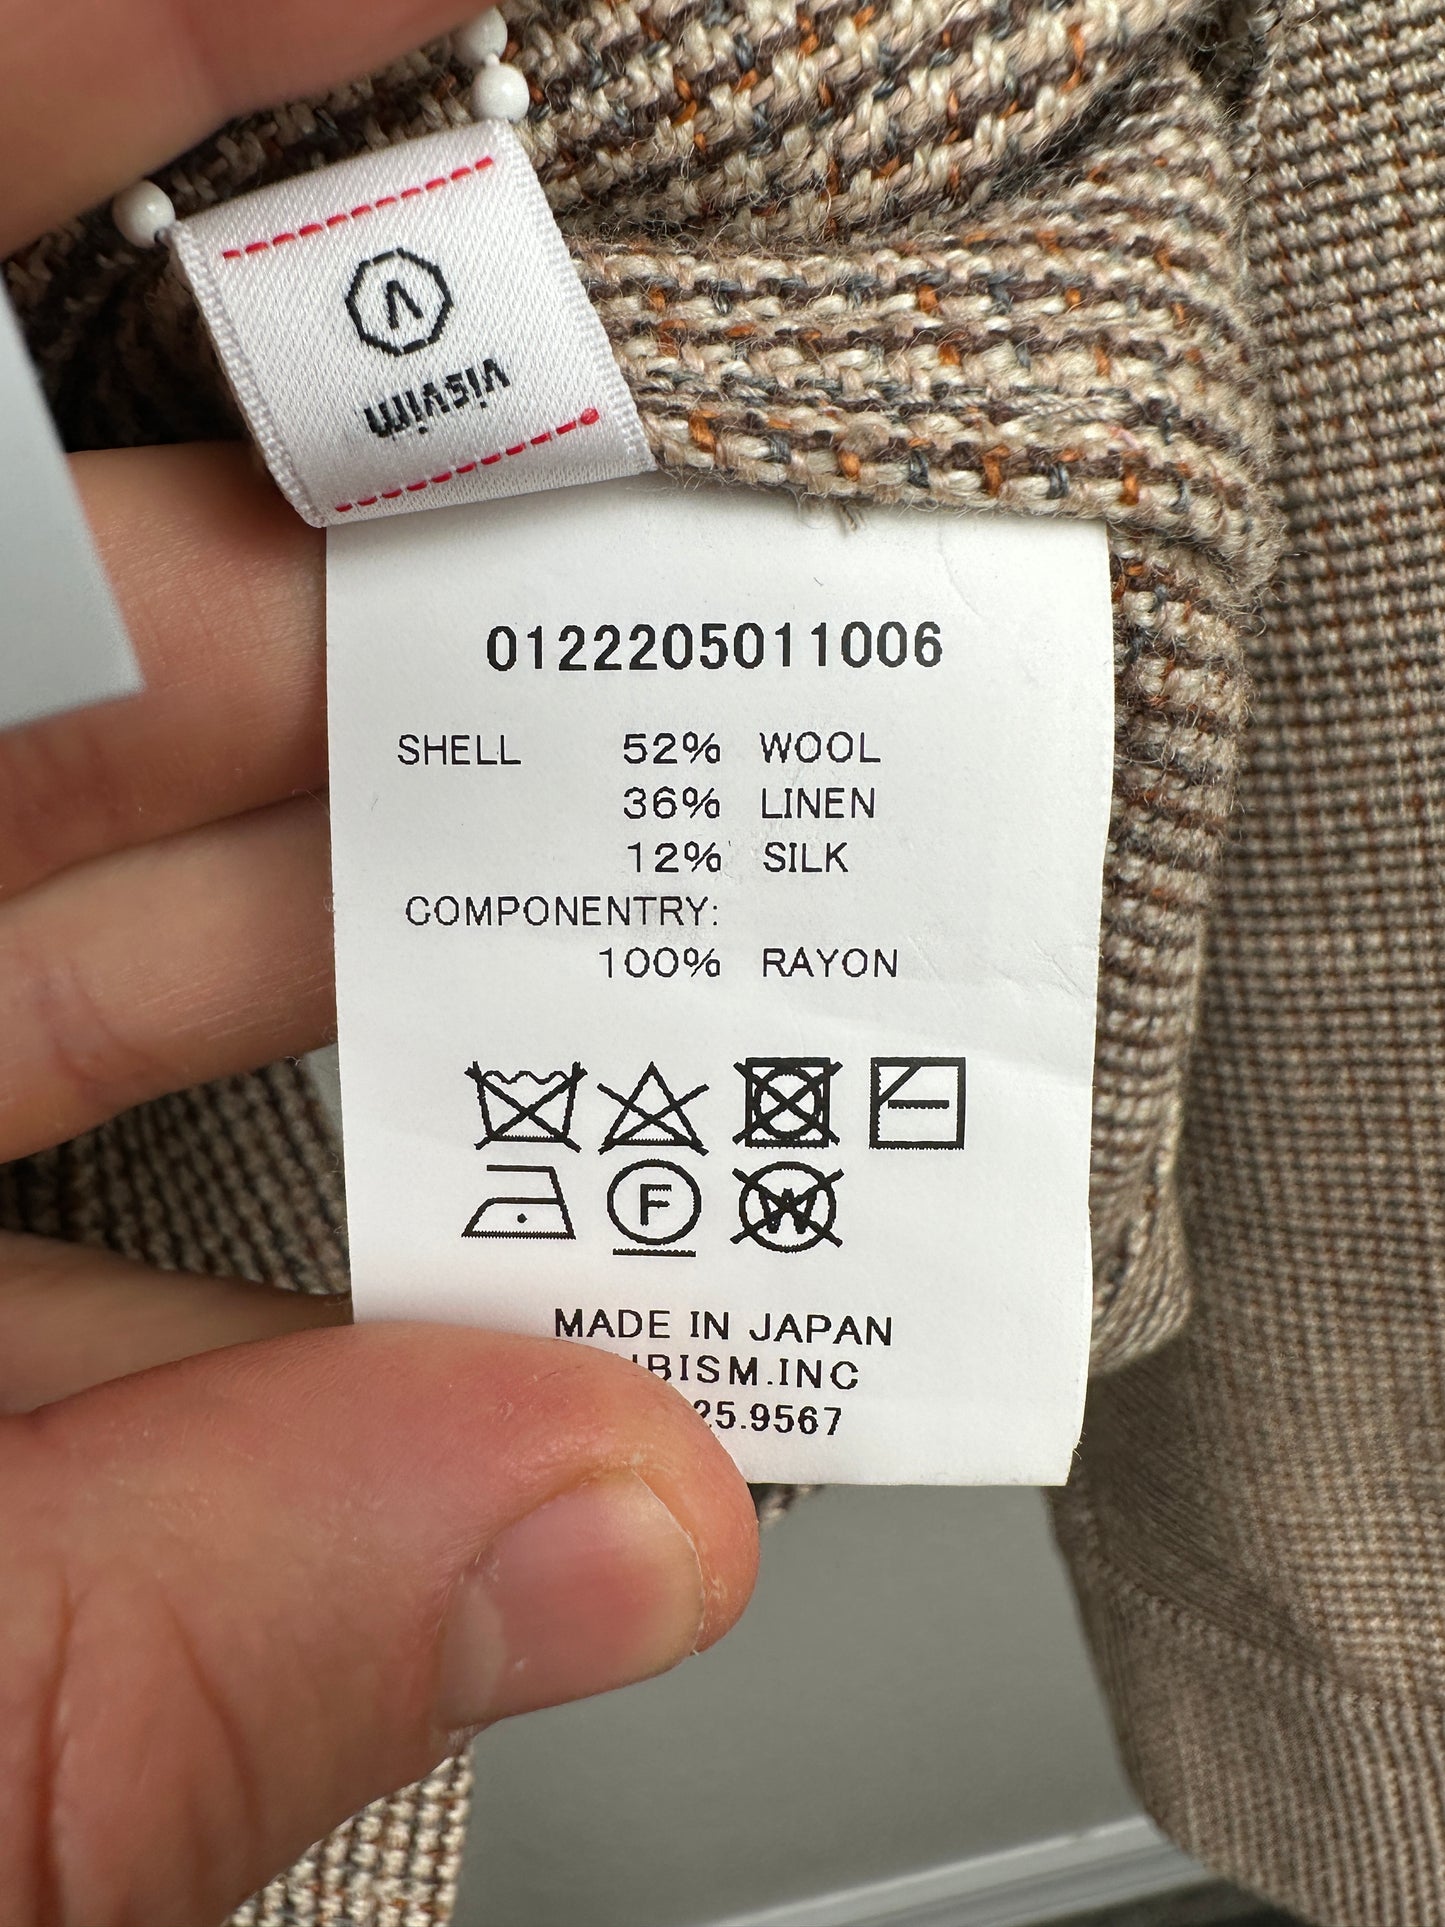 visvim
0122205011006
SHELL 52% WOOL
36% LINEN
12% SILK
COMPONENTRY:
100% RAYON
F
W
MADE IN JAPAN